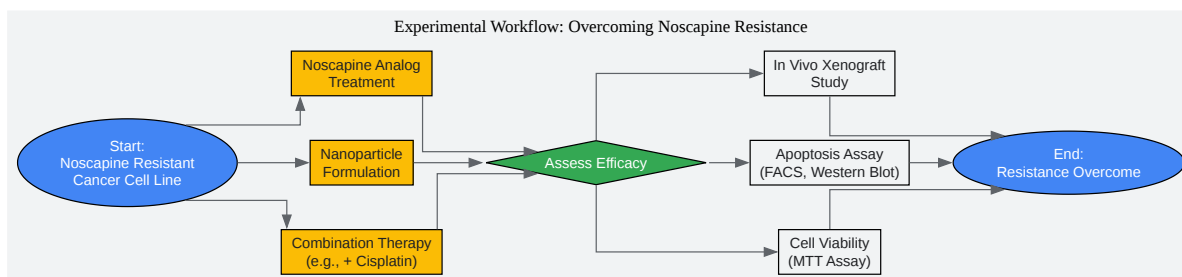 Experimental Workflow: Overcoming Noscapine Resistance
Start:
Noscapine Resistant
Cancer Cell Line
Noscapine Analog
Treatment
Nanoparticle
Formulation
Combination Therapy
(e.g., + Cisplatin)
Assess Efficacy
In Vivo Xenograft
Study
Apoptosis Assay
(FACS, Western Blot)
Cell Viability
(MTT Assay)
End:
Resistance Overcome